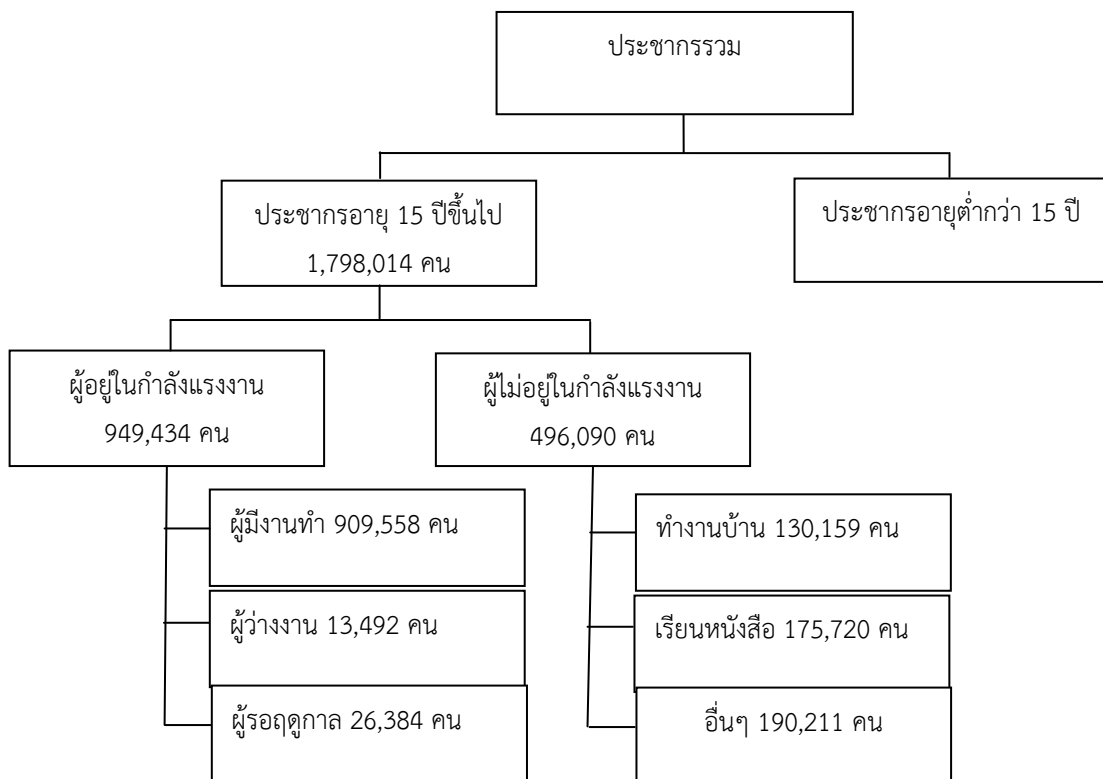 ประชากรรวม
ประชากรอายุ 15 ปีขึ้นไป
1,798,014 คน
ประชากรอายุต่ำกว่า 15 ปี
ผู้อยู่ในกำลังแรงงาน
949,434 คน
ผู้ไม่อยู่ในกำลังแรงงาน
496,090 คน
ผู้มีงานทำ 909,558 คน
ผู้ว่างงาน 13,492 คน
ผู้รอฤดูกาล 26,384 คน
ทำงานบ้าน 130,159 คน
เรียนหนังสือ 175,720 คน
อื่นๆ 190,211 คน